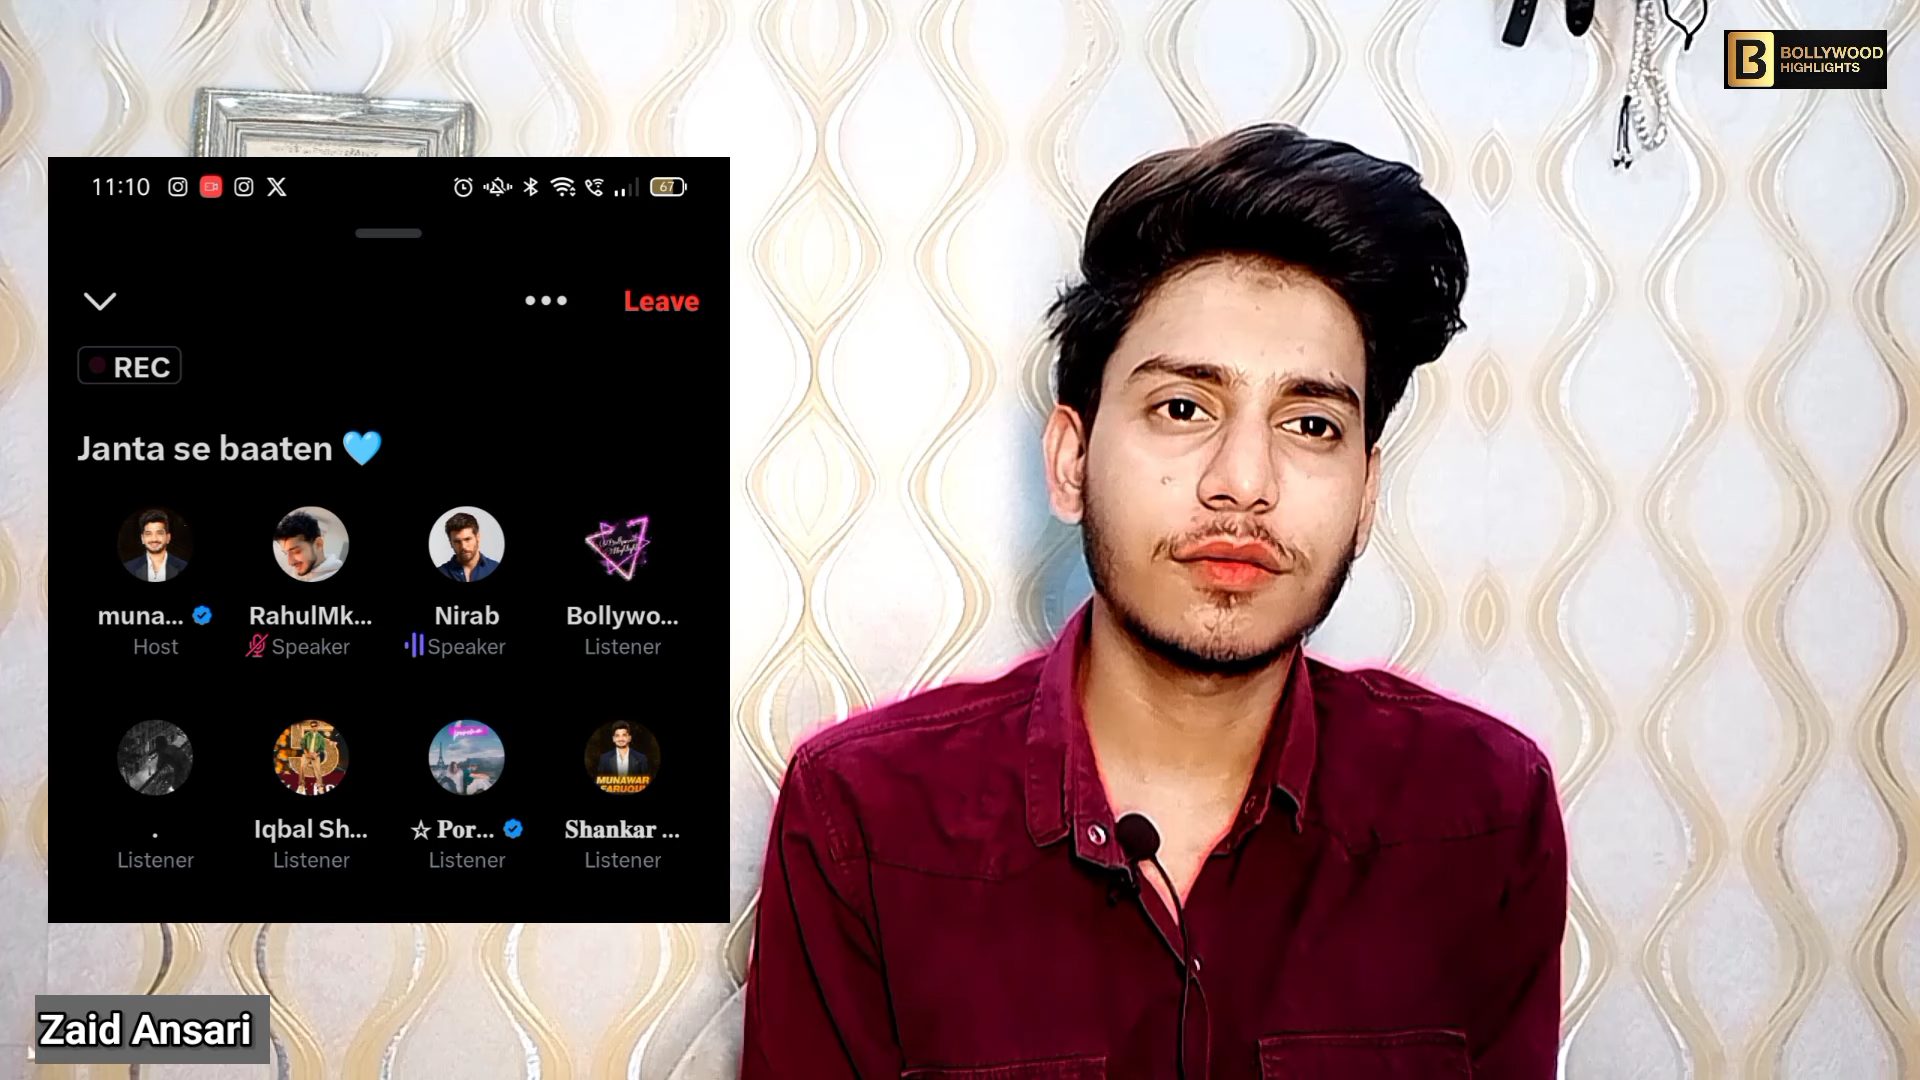 BOLLYWOOD
HIGHLIGHTS
11:10
67
Leave
REC
Janta se baaten 🩵
muna...
Host
RahulMk...
Speaker
Nirab
Speaker
Bollywo...
Listener
.
Listener
Iqbal Sh...
Listener
☆ Por...
Listener
MUNAWAR
FARUQUI
Shankar ...
Listener
Zaid Ansari